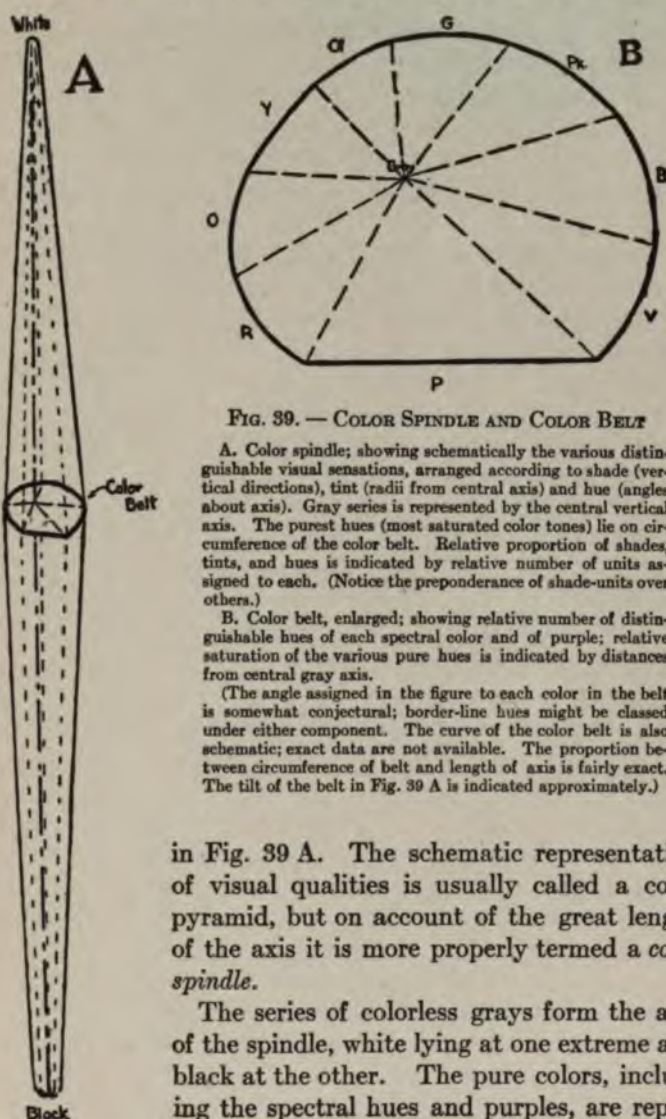 White
A
Color
Belt
Black
B
G
Y
O
R
P
V
B
Gray
FIG. 39. — COLOR SPINDLE AND COLOR BELT
A. Color spindle; showing schematically the various distin-
guishable visual sensations, arranged according to shade (ver-
tical directions), tint (radii from central axis) and hue (angles
about axis). Gray series is represented by the central vertical
axis. The purest hues (most saturated color tones) lie on cir-
cumference of the color belt. Relative proportion of shades,
tints, and hues is indicated by relative number of units as-
signed to each. (Notice the preponderance of shade-units over
others.)
B. Color belt, enlarged; showing relative number of distin-
guishable hues of each spectral color and of purple; relative
saturation of the various pure hues is indicated by distances
from central gray axis.
(The angle assigned in the figure to each color in the belt
is somewhat conjectural; border-line hues might be classed
under either component. The curve of the color belt is also
schematic; exact data are not available. The proportion be-
tween circumference of belt and length of axis is fairly exact.
The tilt of the belt in Fig. 39 A is indicated approximately.)
in Fig. 39 A. The schematic representati
of visual qualities is usually called a co
pyramid, but on account of the great leng
of the axis it is more properly termed a co
spindle.
The series of colorless grays form the a
of the spindle, white lying at one extreme a
black at the other. The pure colors, inclu
ing the spectral hues and purples, are rep